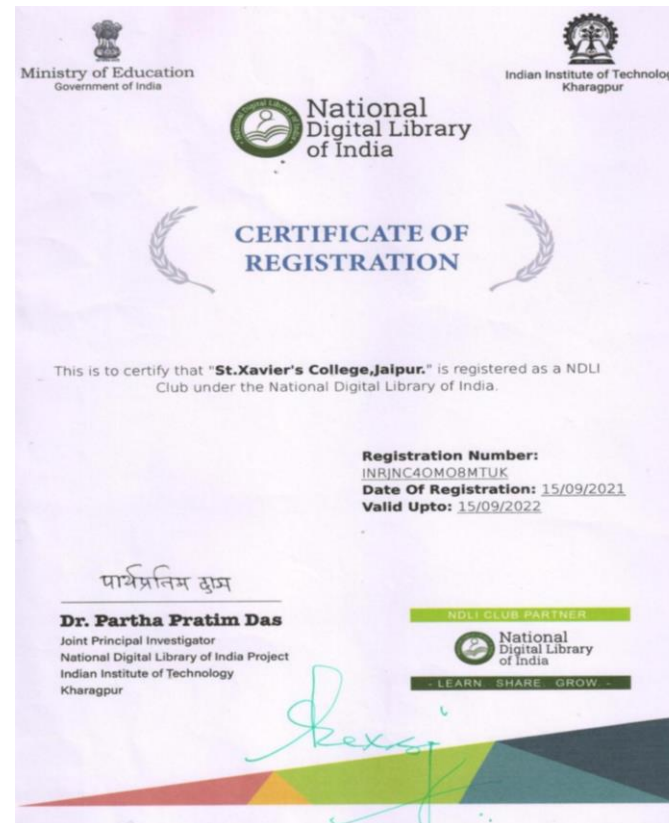 Ministry of Education
Government of India
Indian Institute of Technolog
Kharagpur
National
Digital Library
of India
CERTIFICATE OF
REGISTRATION
This is to certify that "St.Xavier's College,Jaipur." is registered as a NDLI
Club under the National Digital Library of India.
Registration Number:
INRJNC4OMO8MTUK
Date Of Registration: 15/09/2021
Valid Upto: 15/09/2022
पार्थप्रतिम दास
Dr. Partha Pratim Das
Joint Principal Investigator
National Digital Library of India Project
Indian Institute of Technology
Kharagpur
NDLI CLUB PARTNER
National
Digital Library
of India
- LEARN. SHARE. GROW. -